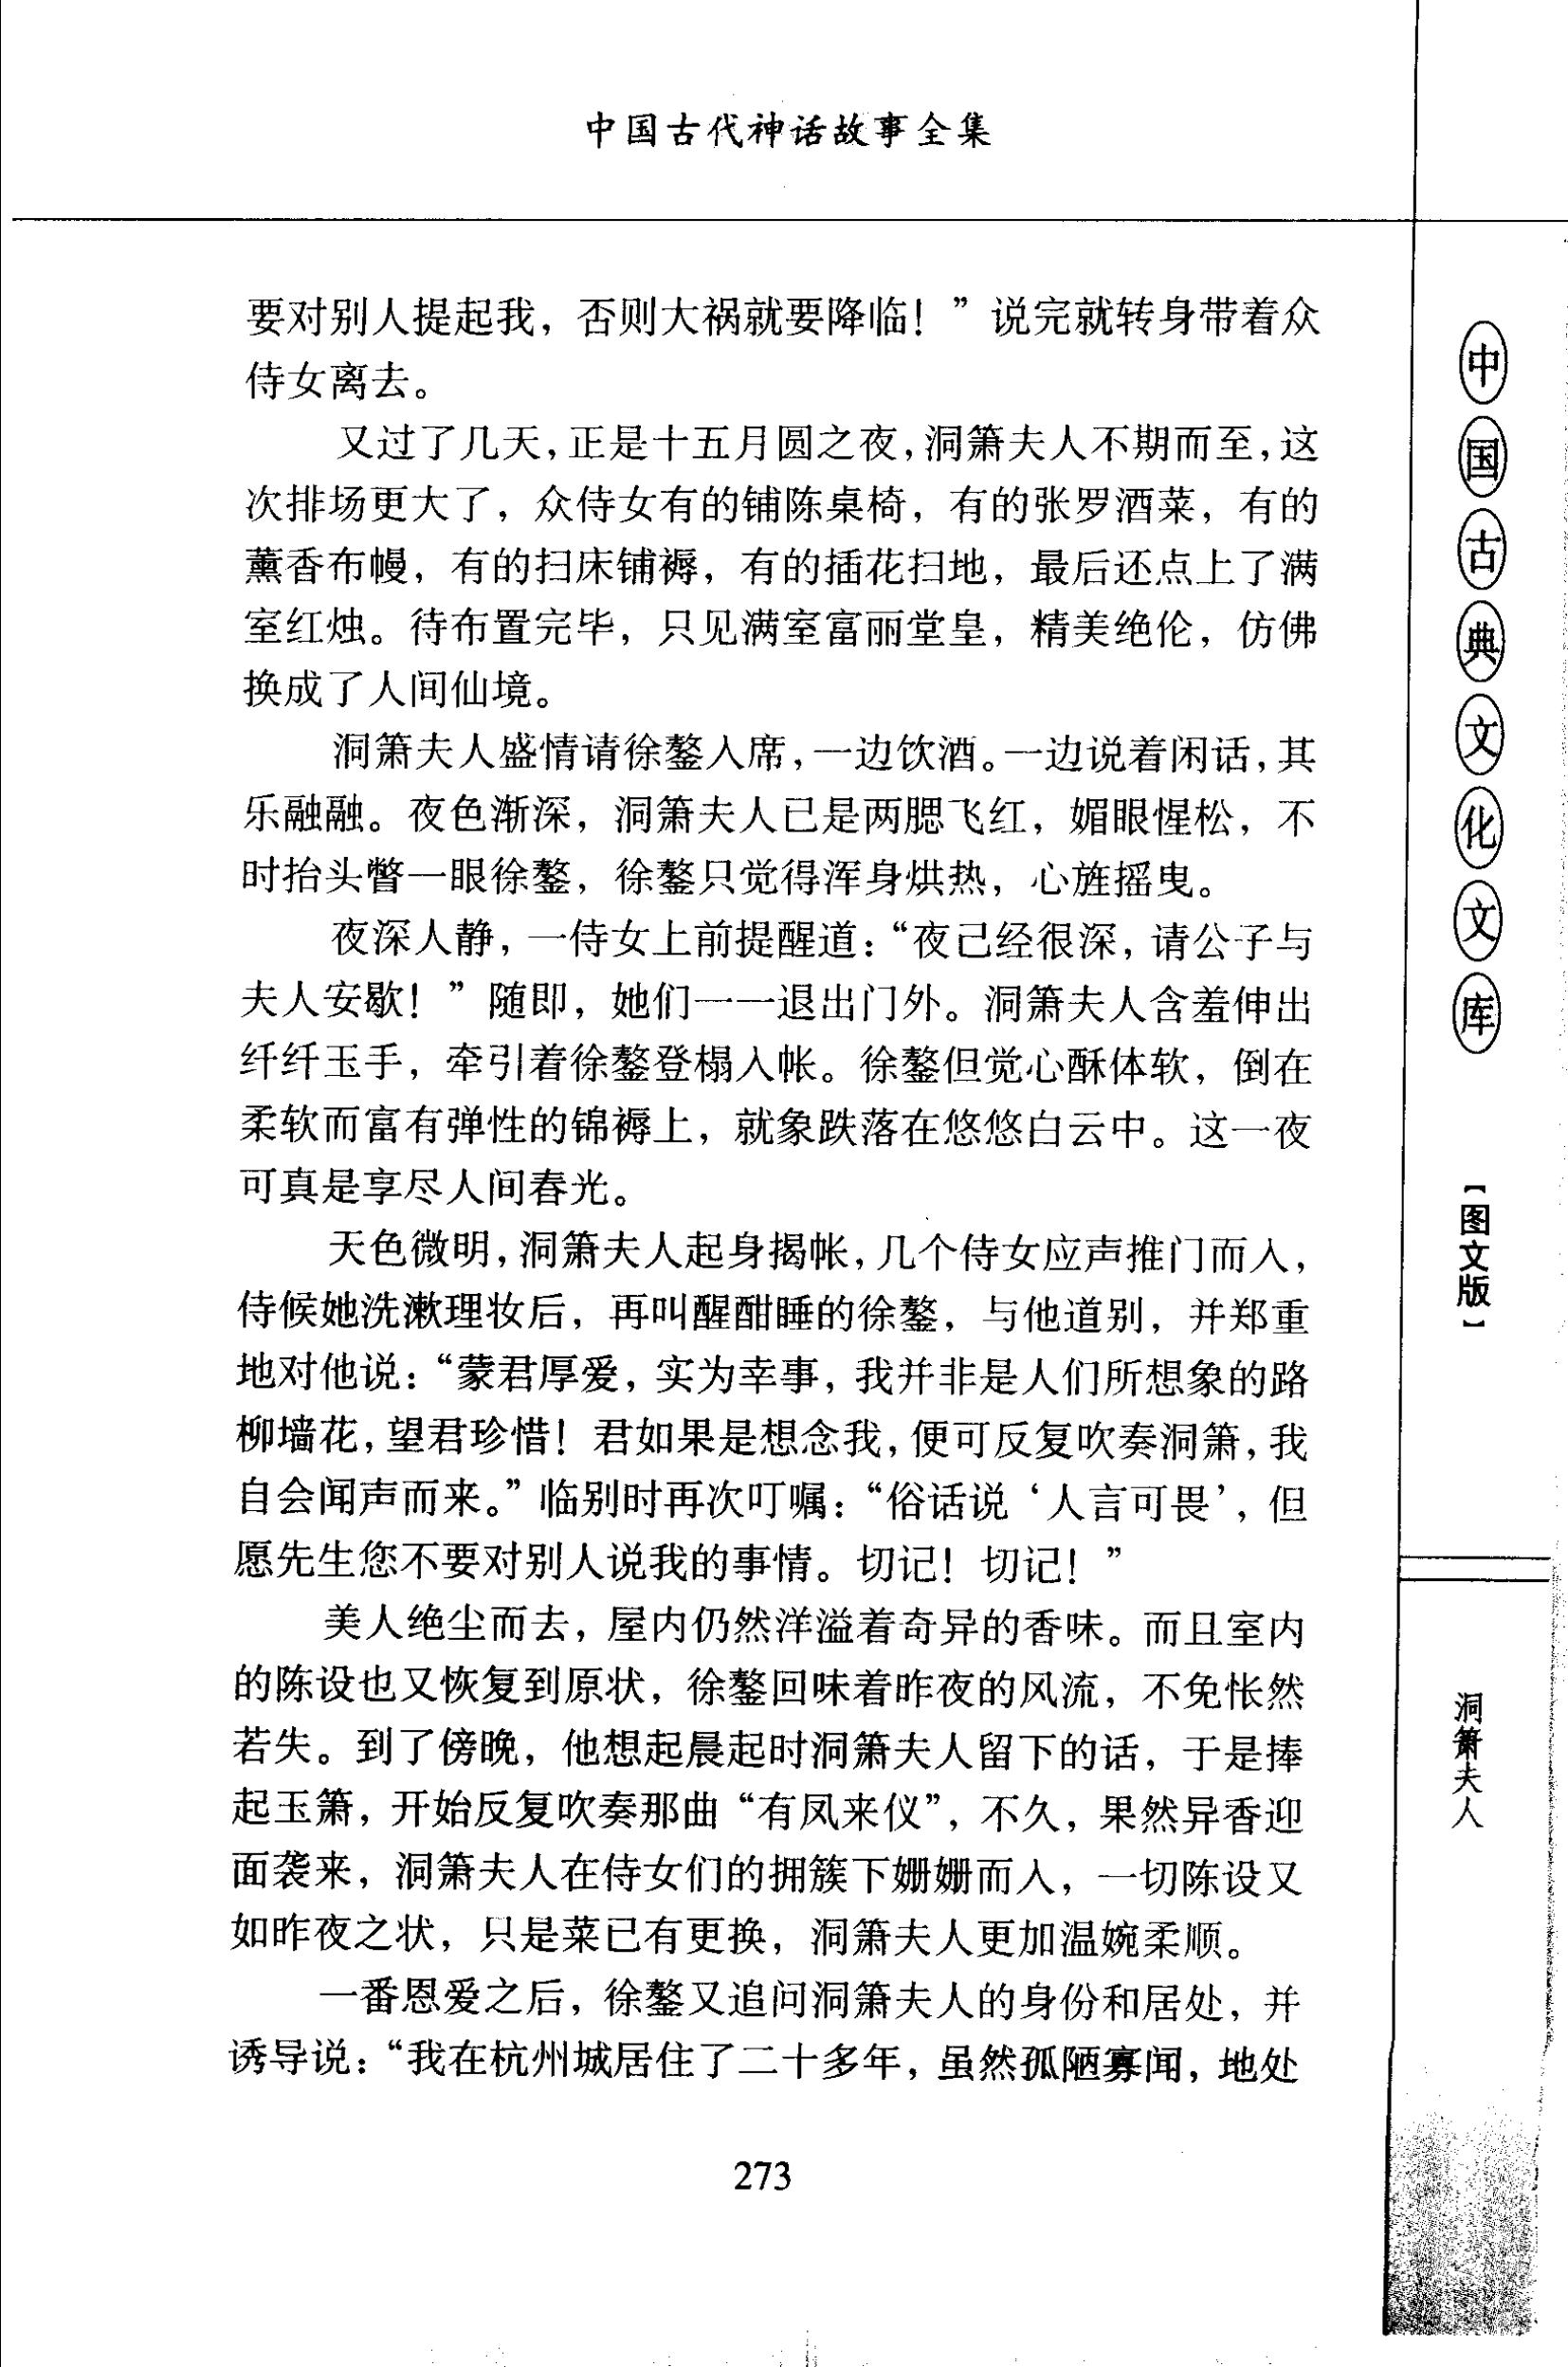 中国古代神话故事全集
要对别人提起我，否则大祸就要降临！”说完就转身带着众
侍女离去。
又过了几天，正是十五月圆之夜，洞箫夫人不期而至，这
次排场更大了，众侍女有的铺陈桌椅，有的张罗酒菜，有的
薰香布幔，有的扫床铺褥，有的插花扫地，最后还点上了满
室红烛。待布置完毕，只见满室富丽堂皇，精美绝伦，仿佛
换成了人间仙境。
洞箫夫人盛情请徐鏊入席，一边饮酒。一边说着闲话，其
乐融融。夜色渐深，洞箫夫人已是两腮飞红，媚眼惺松，不
时抬头瞥一眼徐鏊，徐鏊只觉得浑身烘热，心旌摇曳。
夜深人静，一侍女上前提醒道：“夜已经很深，请公子与
夫人安歇！”随即，她们一一退出门外。洞箫夫人含羞伸出
纤纤玉手，牵引着徐鏊登榻入帐。徐鏊但觉心酥体软，倒在
柔软而富有弹性的锦褥上，就象跌落在悠悠白云中。这一夜
可真是享尽人间春光。
天色微明，洞箫夫人起身揭帐，几个侍女应声推门而入，
侍候她洗漱理妆后，再叫醒酣睡的徐鏊，与他道别，并郑重
地对他说：“蒙君厚爱，实为幸事，我并非是人们所想象的路
柳墙花，望君珍惜！君如果是想念我，便可反复吹奏洞箫，我
自会闻声而来。”临别时再次叮嘱：“俗话说‘人言可畏’，但
愿先生您不要对别人说我的事情。切记！切记！”
美人绝尘而去，屋内仍然洋溢着奇异的香味。而且室内
的陈设也又恢复到原状，徐鏊回味着昨夜的风流，不免怅然
若失。到了傍晚，他想起晨起时洞箫夫人留下的话，于是捧
起玉箫，开始反复吹奏那曲“有凤来仪”，不久，果然异香迎
面袭来，洞箫夫人在侍女们的拥簇下姗姗而入，一切陈设又
如昨夜之状，只是菜已有更换，洞箫夫人更加温婉柔顺。
一番恩爱之后，徐鏊又追问洞箫夫人的身份和居处，并
诱导说：“我在杭州城居住了二十多年，虽然孤陋寡闻，地处
273
中国古典文化文库
【图文版】
洞箫夫人